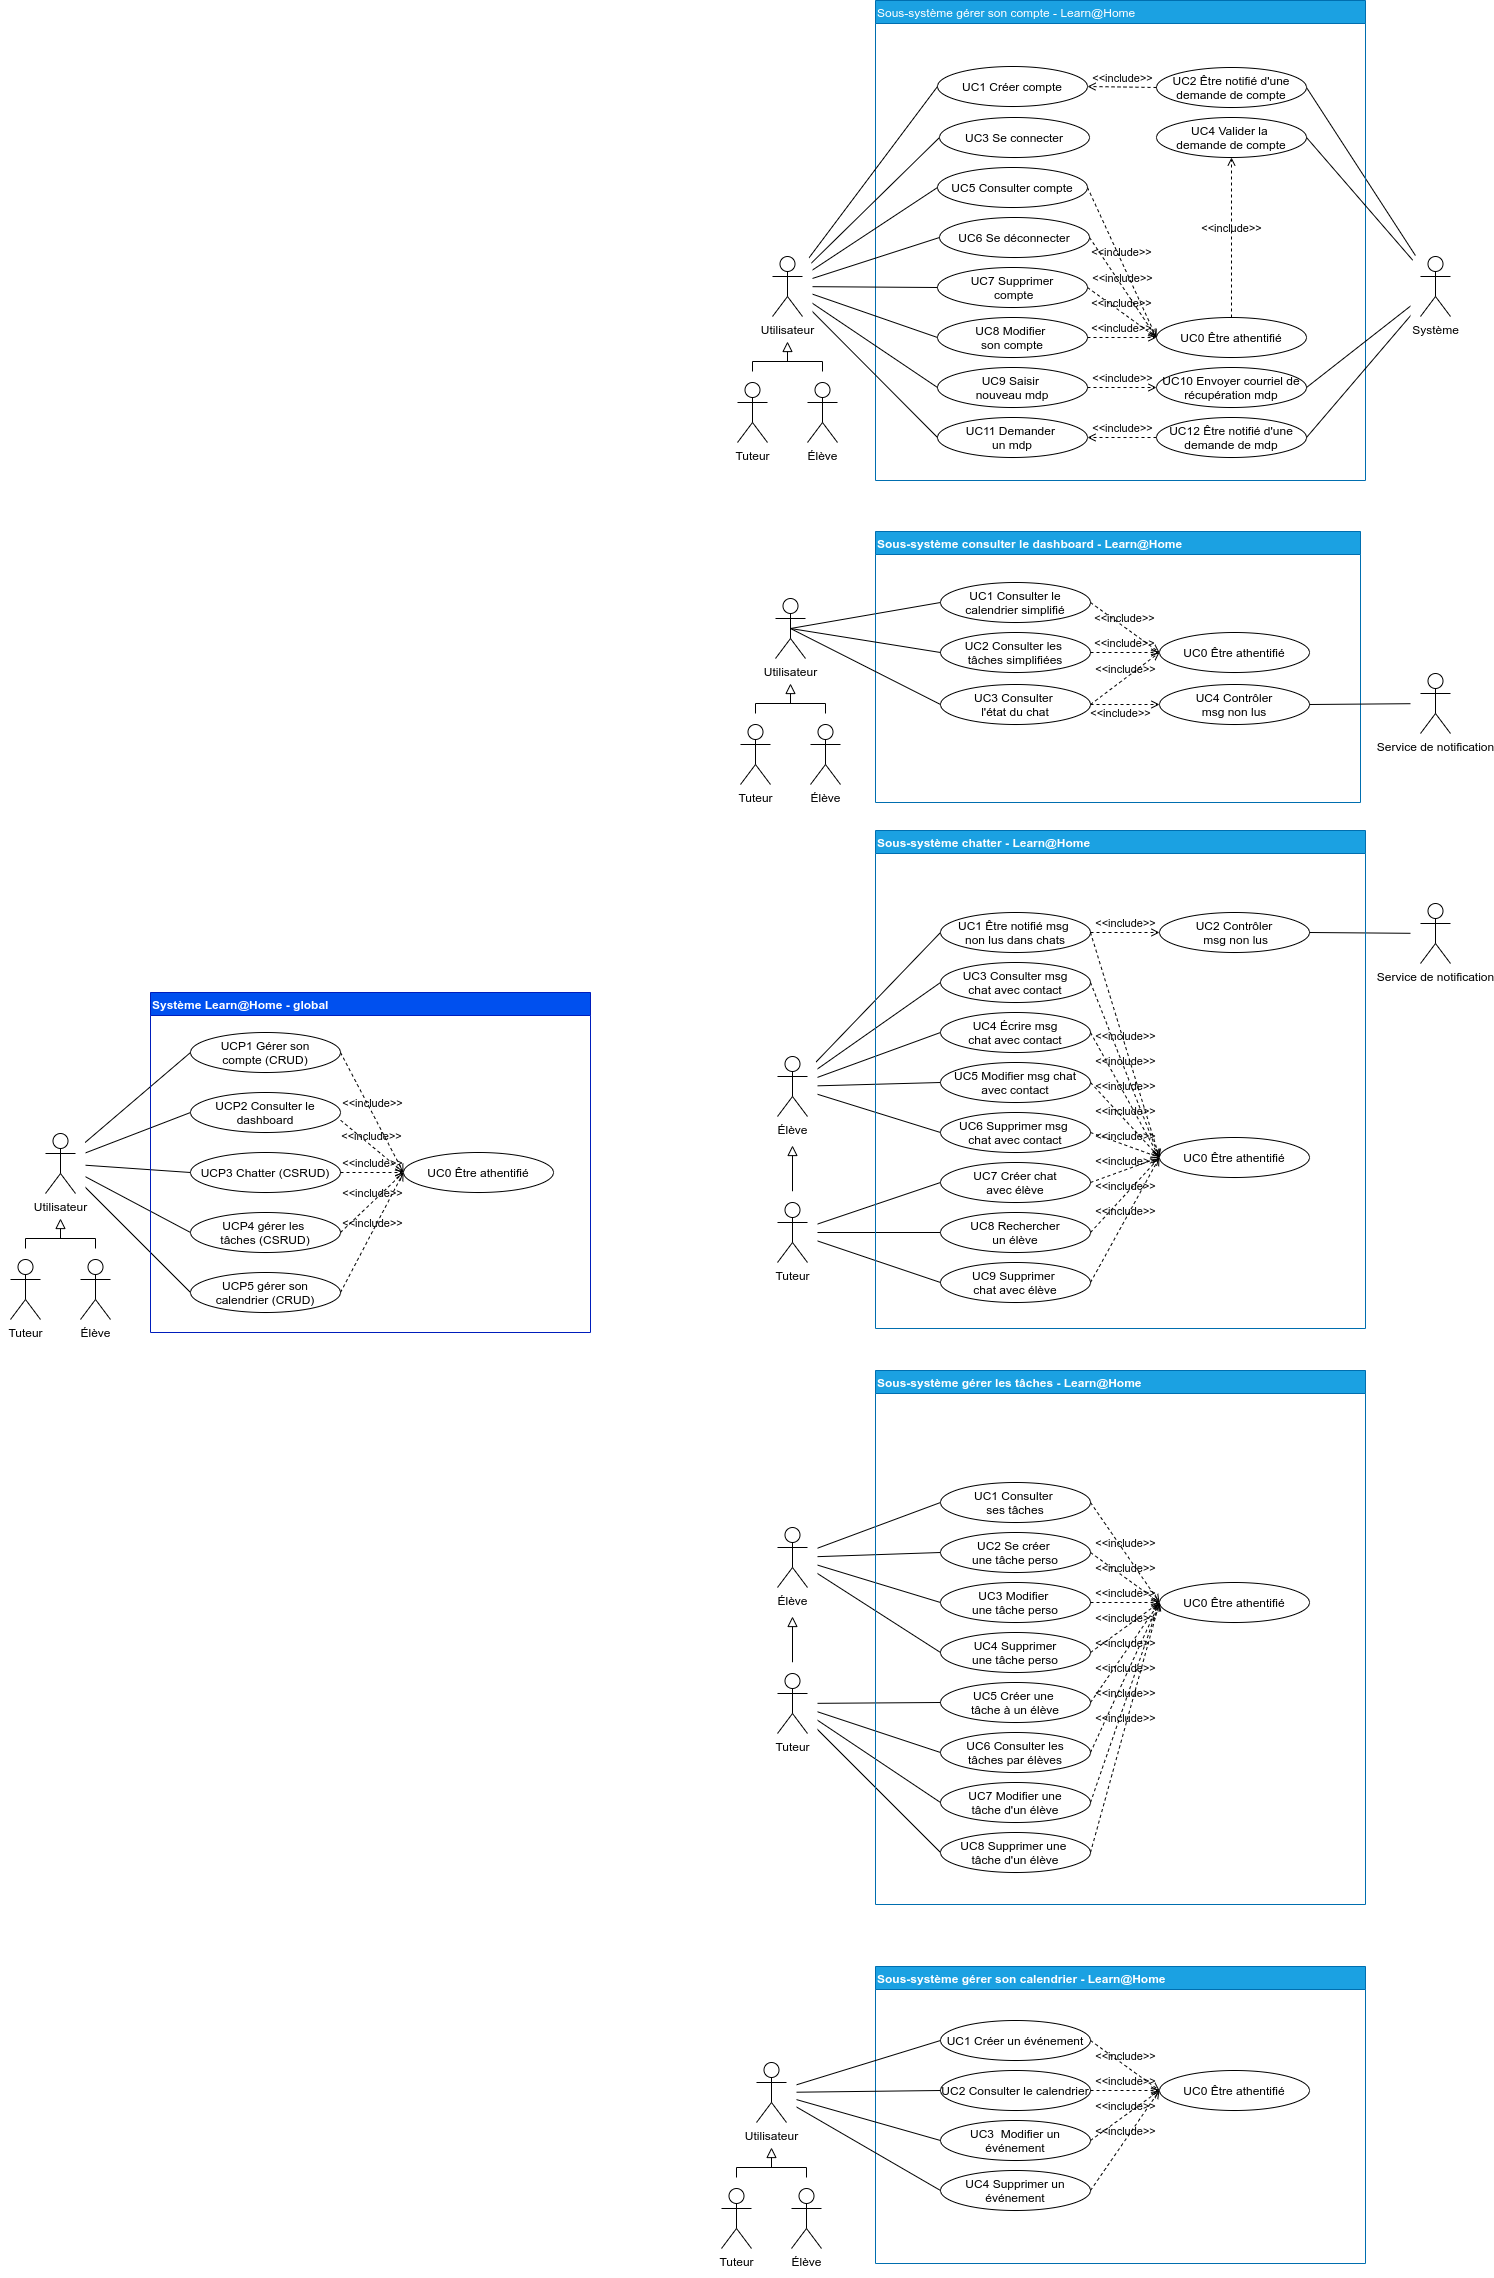 Sous-système gérer son compte - Learn@Home
UC1 Créer compte
<<include>>
UC2 Être notifié d'une
demande de compte
UC3 Se connecter
UC4 Valider la
demande de compte
UC5 Consulter compte
UC6 Se déconnecter
<<include>>
<<include>>
UC7 Supprimer
compte
<<include>>
<<include>>
UC8 Modifier
son compte
<<include>>
UC0 Être athentifié
UC9 Saisir
nouveau mdp
<<include>>
UC10 Envoyer courriel de
récupération mdp
UC11 Demander
un mdp
<<include>>
UC12 Être notifié d'une
demande de mdp
Utilisateur
Tuteur
Élève
Système
Sous-système consulter le dashboard - Learn@Home
UC1 Consulter le
calendrier simplifié
<<include>>
UC2 Consulter les
tâches simplifiées
<<include>>
UC0 Être athentifié
<<include>>
UC3 Consulter
l'état du chat
<<include>>
UC4 Contrôler
msg non lus
Utilisateur
Tuteur
Élève
Service de notification
Sous-système chatter - Learn@Home
UC1 Être notifié msg
non lus dans chats
<<include>>
UC2 Contrôler
msg non lus
Service de notification
UC3 Consulter msg
chat avec contact
UC4 Écrire msg
chat avec contact
<<include>>
<<include>>
UC5 Modifier msg chat
avec contact
<<include>>
<<include>>
UC6 Supprimer msg
chat avec contact
<<include>>
<<include>>
UC0 Être athentifié
UC7 Créer chat
avec élève
<<include>>
<<include>>
UC8 Rechercher
un élève
UC9 Supprimer
chat avec élève
Élève
Tuteur
Système Learn@Home - global
UCP1 Gérer son
compte (CRUD)
<<include>>
UCP2 Consulter le
dashboard
<<include>>
UCP3 Chatter (CSRUD)
<<include>>
UC0 Être athentifié
<<include>>
UCP4 gérer les
tâches (CSRUD)
<<include>>
UCP5 gérer son
calendrier (CRUD)
Utilisateur
Tuteur
Élève
Sous-système gérer les tâches - Learn@Home
UC1 Consulter
ses tâches
<<include>>
UC2 Se créer
une tâche perso
<<include>>
UC3 Modifier
une tâche perso
<<include>>
UC0 Être athentifié
<<include>>
UC4 Supprimer
une tâche perso
<<include>>
<<include>>
UC5 Créer une
tâche à un élève
<<include>>
<<include>>
UC6 Consulter les
tâches par élèves
UC7 Modifier une
tâche d'un élève
UC8 Supprimer une
tâche d'un élève
Élève
Tuteur
Sous-système gérer son calendrier - Learn@Home
UC1 Créer un événement
<<include>>
UC2 Consulter le calendrier
<<include>>
UC0 Être athentifié
<<include>>
UC3  Modifier un
événement
<<include>>
UC4 Supprimer un
événement
Utilisateur
Tuteur
Élève